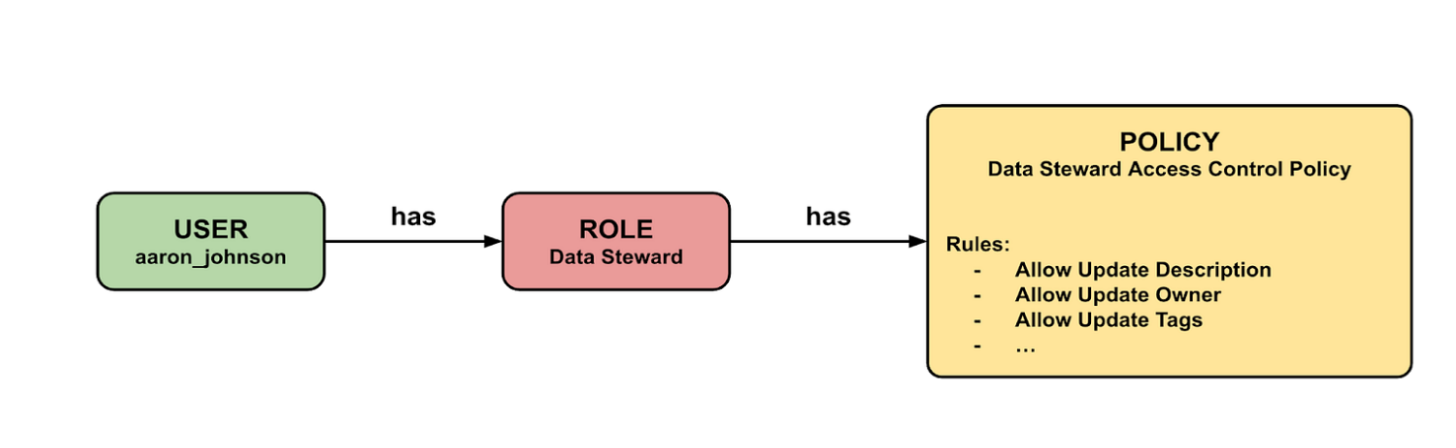 USER
aaron_johnson
has
ROLE
Data Steward
has
POLICY
Data Steward Access Control Policy
Rules:
- Allow Update Description
- Allow Update Owner
- Allow Update Tags
- …